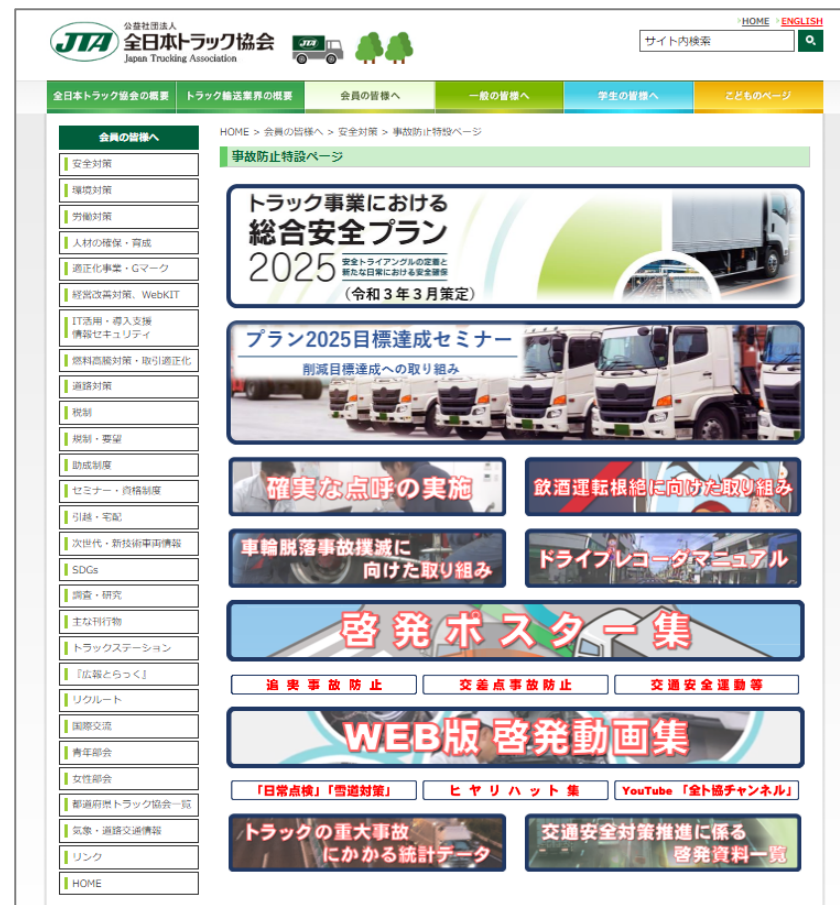 公益社団法人
JTA 全日本トラック協会
Japan Trucking Association
JTA
HOME ENGLISH
サイト内検索
全日本トラック協会の概要 トラック輸送業界の概要 会員の皆様へ 一般の皆様へ 学生の皆様へ こどものページ
会員の皆様へ
安全対策
環境対策
労働対策
人材の確保・育成
適正化事業・Gマーク
経営改善対策、WebKIT
IT活用・導入支援
情報セキュリティ
燃料高騰対策・取引適正化
道路対策
税制
規制・要望
助成制度
セミナー・資格制度
引越・宅配
次世代・新技術車両情報
SDGs
調査・研究
主な刊行物
トラックステーション
『広報とらっく』
リクルート
国際交流
青年部会
女性部会
都道府県トラック協会一覧
気象・道路交通情報
リンク
HOME
HOME > 会員の皆様へ > 安全対策 > 事故防止特設ページ
事故防止特設ページ
トラック事業における
総合安全プラン
2025 安全トライアングルの定着と
新たな日常における安全確保
(令和3年3月策定)
プラン2025目標達成セミナー
削減目標達成への取り組み
確実な点呼の実施
飲酒運転根絶に向けた取り組み
車輪脱落事故撲滅に
向けた取り組み
ドライブレコーダマニュアル
啓発ポスター集
追突事故防止 交差点事故防止 交通安全運動等
WEB版 啓発動画集
「日常点検」「雪道対策」 ヒヤリハット集 YouTube 「全ト協チャンネル」
トラックの重大事故
にかかる統計データ
交通安全対策推進に係る
啓発資料一覧